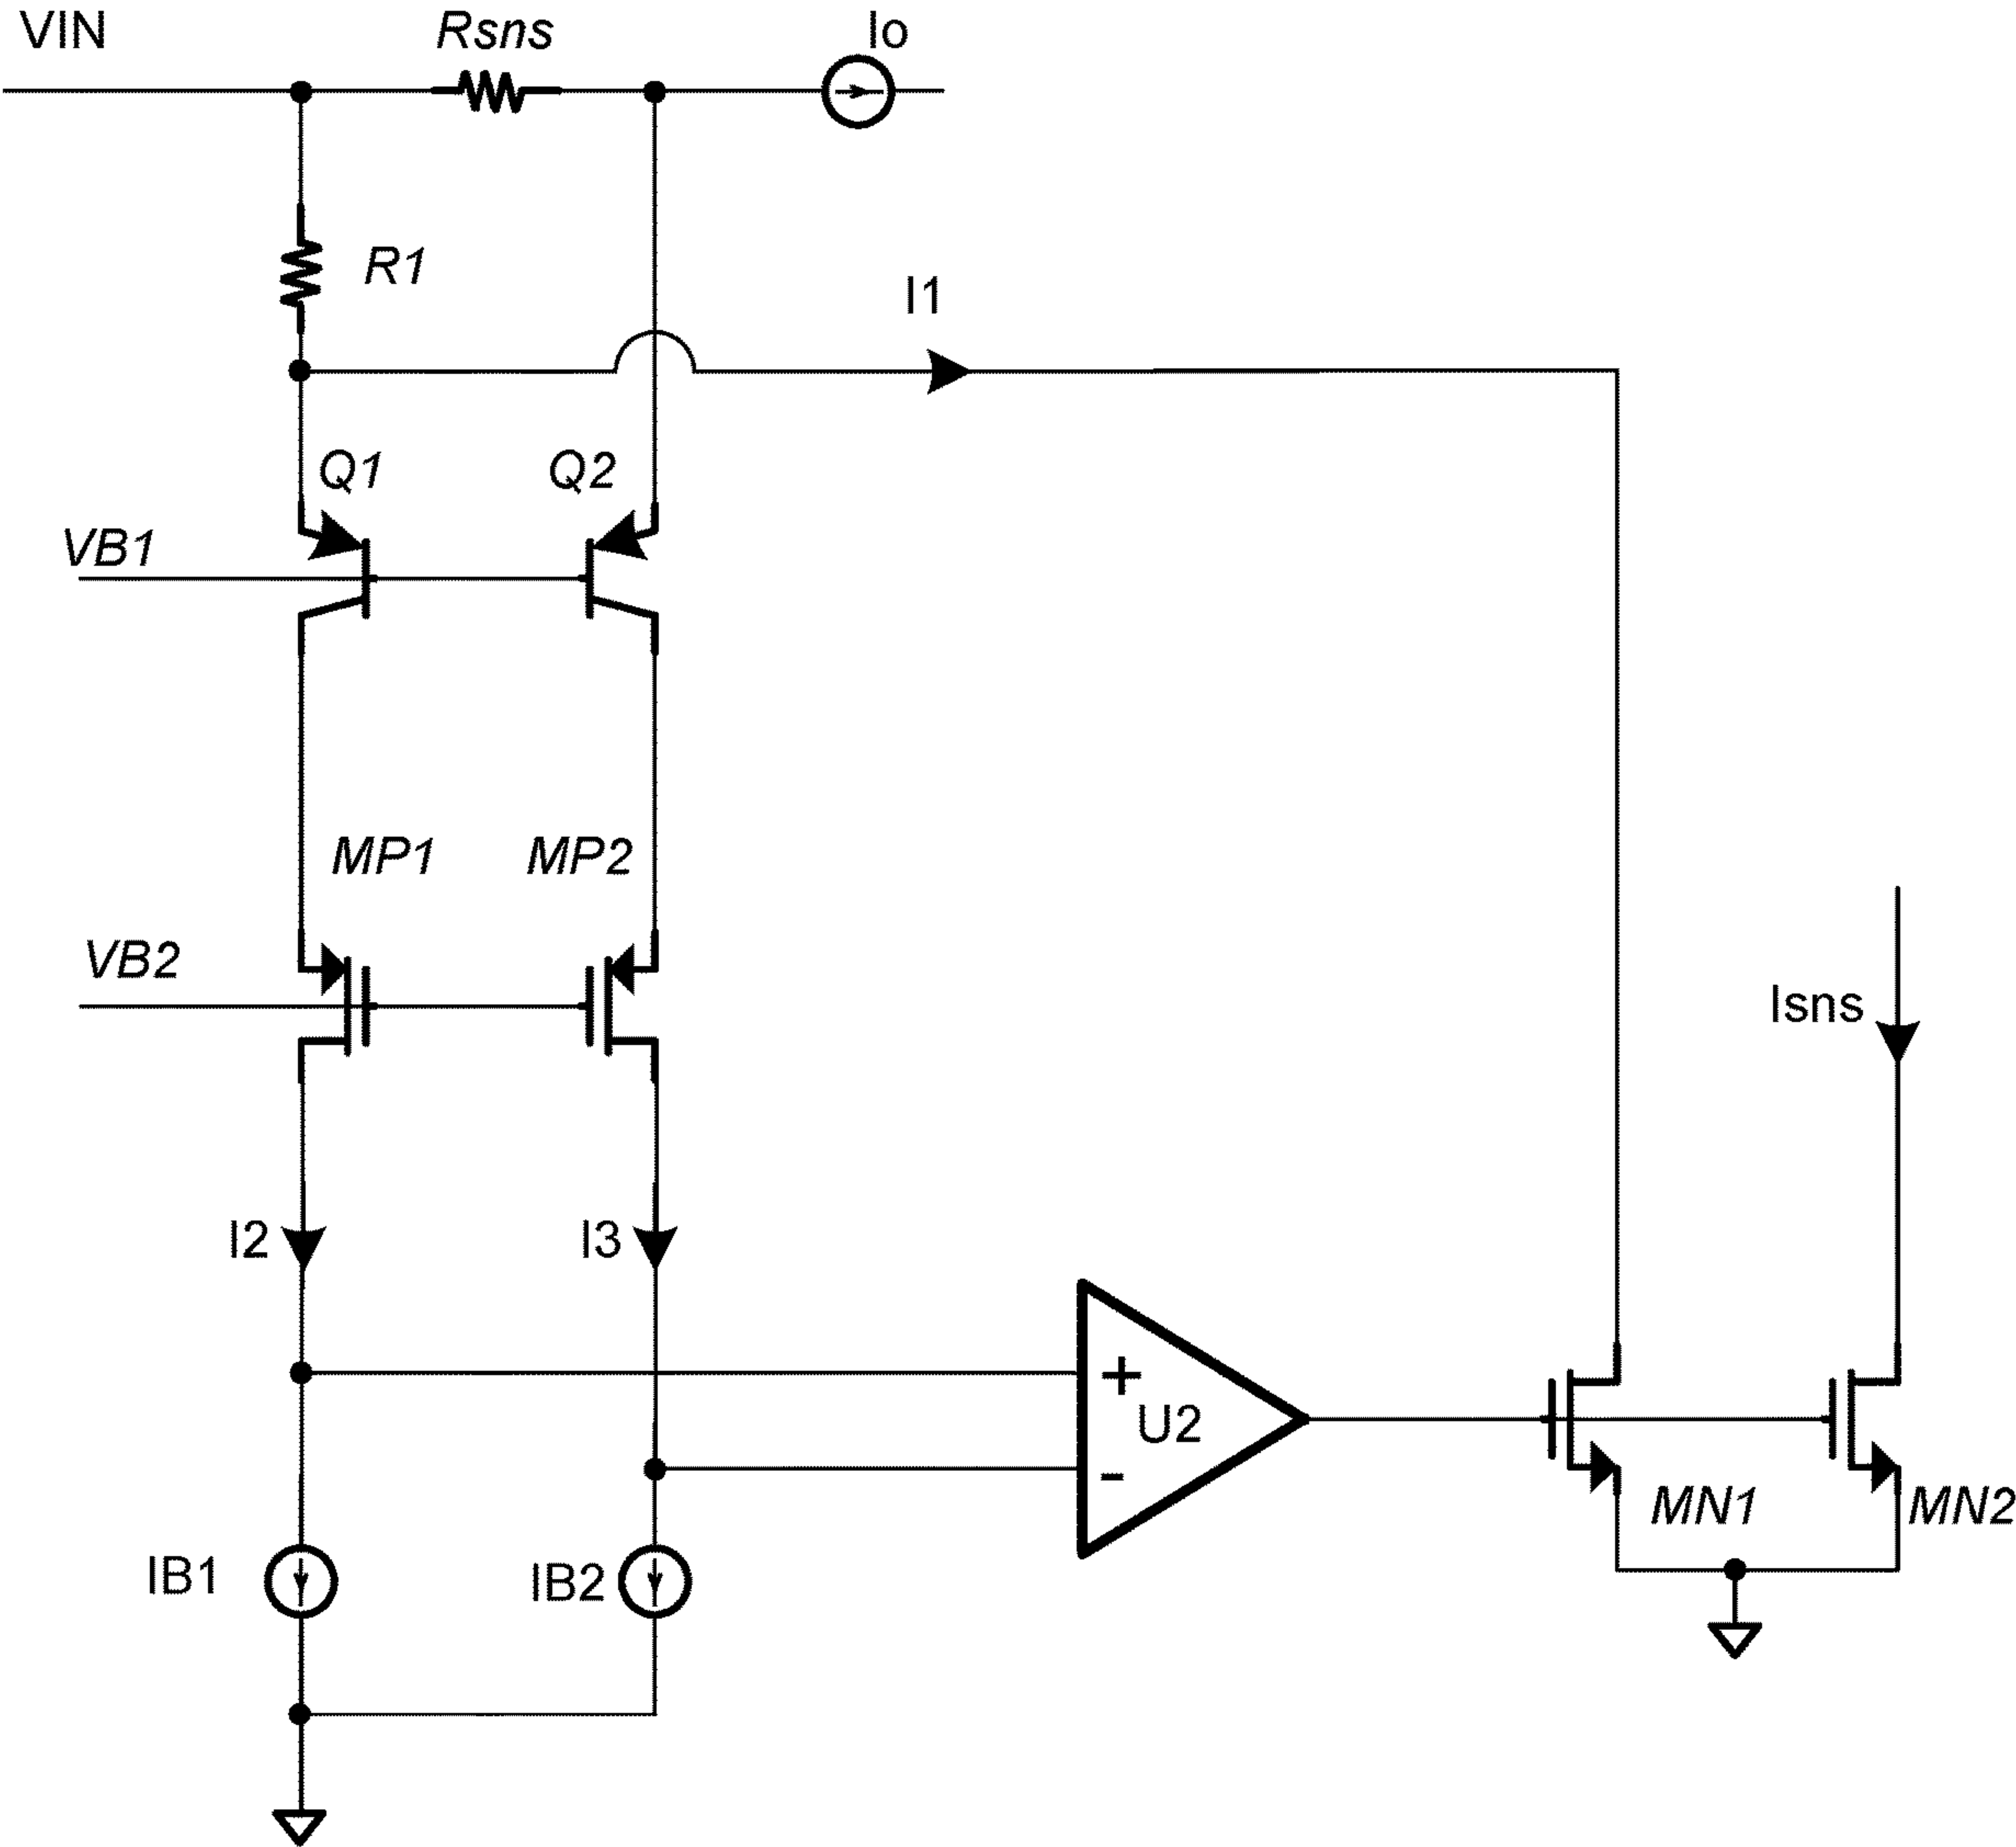 VIN
Rsns
Io
R1
I1
Q1
Q2
VB1
MP1
MP2
VB2
Isns
I2
I3
+
U2
-
MN1
MN2
IB1
IB2